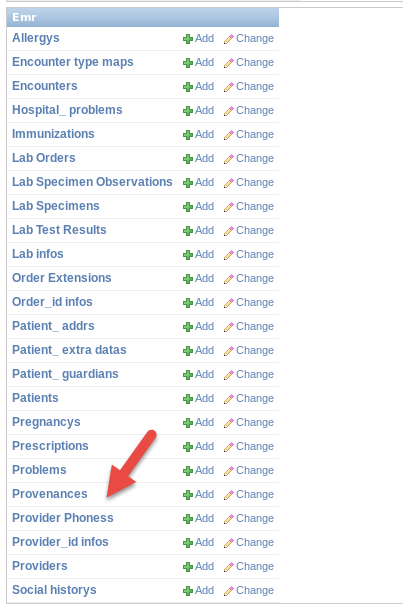 Emr
Allergys Add Change
Encounter type maps Add Change
Encounters Add Change
Hospital_ problems Add Change
Immunizations Add Change
Lab Orders Add Change
Lab Specimen Observations Add Change
Lab Specimens Add Change
Lab Test Results Add Change
Lab infos Add Change
Order Extensions Add Change
Order_id infos Add Change
Patient_ addrs Add Change
Patient_ extra datas Add Change
Patient_ guardians Add Change
Patients Add Change
Pregnancys Add Change
Prescriptions Add Change
Problems Add Change
Provenances Add Change
Provider Phoness Add Change
Provider_id infos Add Change
Providers Add Change
Social historys Add Change